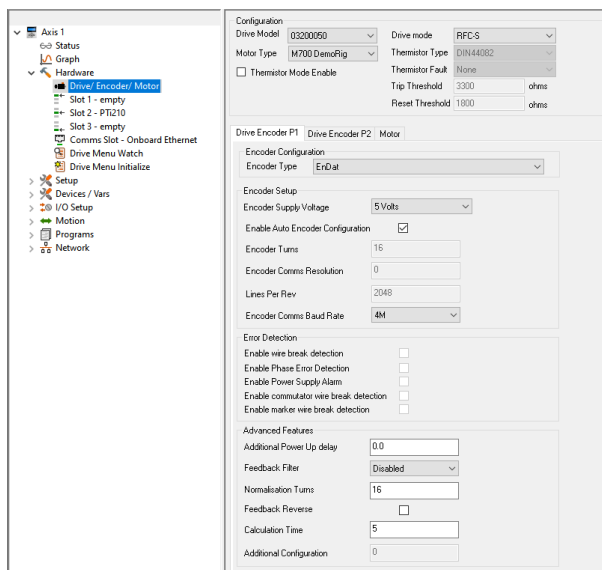 Axis 1
Status
Graph
Hardware
Drive/ Encoder/ Motor
Slot 1 - empty
Slot 2 - PTi210
Slot 3 - empty
Comms Slot - Onboard Ethernet
Drive Menu Watch
Drive Menu Initialize
Setup
Devices / Vars
I/O Setup
Motion
Programs
Network
Configuration
Drive Model 03200050 Drive mode RFC-S
Motor Type M700 DemoRig Thermistor Type DIN44082
Thermistor Mode Enable Thermistor Fault None
Trip Threshold 3300 ohms
Reset Threshold 1800 ohms
Drive Encoder P1 Drive Encoder P2 Motor
Encoder Configuration
Encoder Type EnDat
Encoder Setup
Encoder Supply Voltage 5 Volts
Enable Auto Encoder Configuration
Encoder Turns 16
Encoder Comms Resolution 0
Lines Per Rev 2048
Encoder Comms Baud Rate 4M
Error Detection
Enable wire break detection
Enable Phase Error Detection
Enable Power Supply Alarm
Enable commutator wire break detection
Enable marker wire break detection
Advanced Features
Additional Power Up delay 0.0
Feedback Filter Disabled
Normalisation Turns 16
Feedback Reverse
Calculation Time 5
Additional Configuration 0